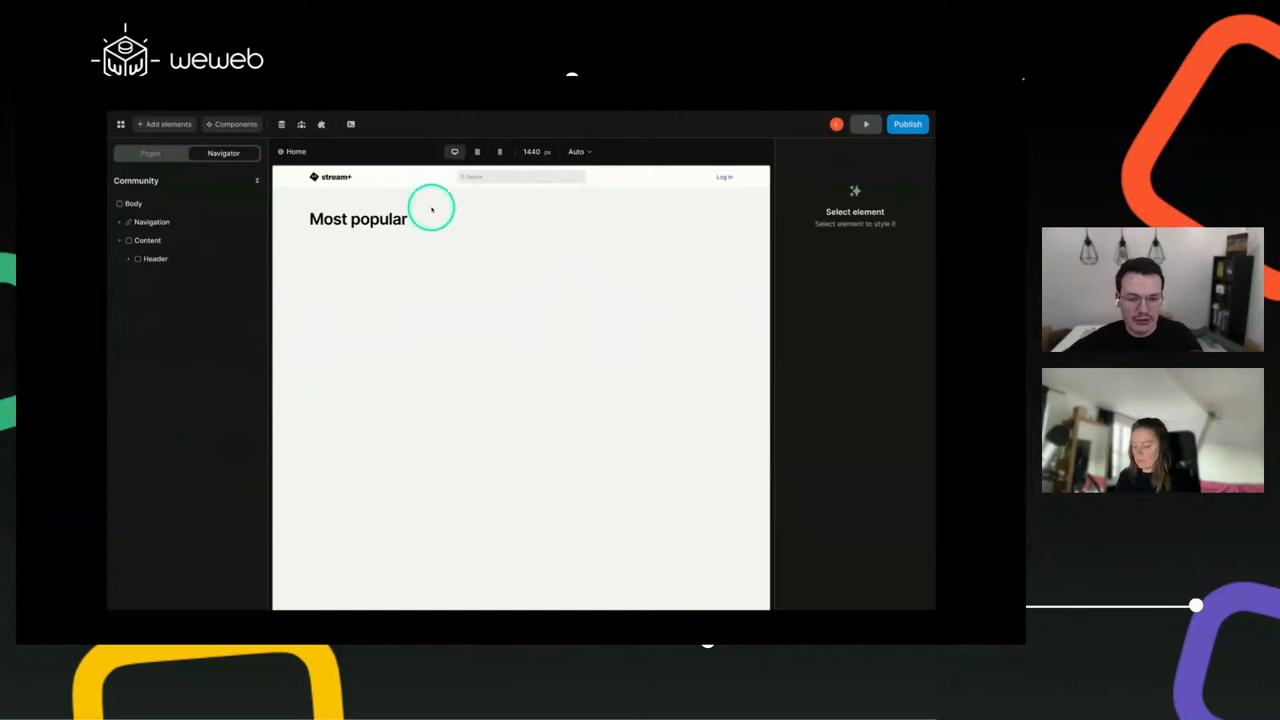 weweb
Add elements
Components
L
Publish
Pages
Navigator
Home
1440 px
Auto
Community
Body
Navigation
Content
Header
stream+
Search
Log in
Most popular
Select element
Select element to style it